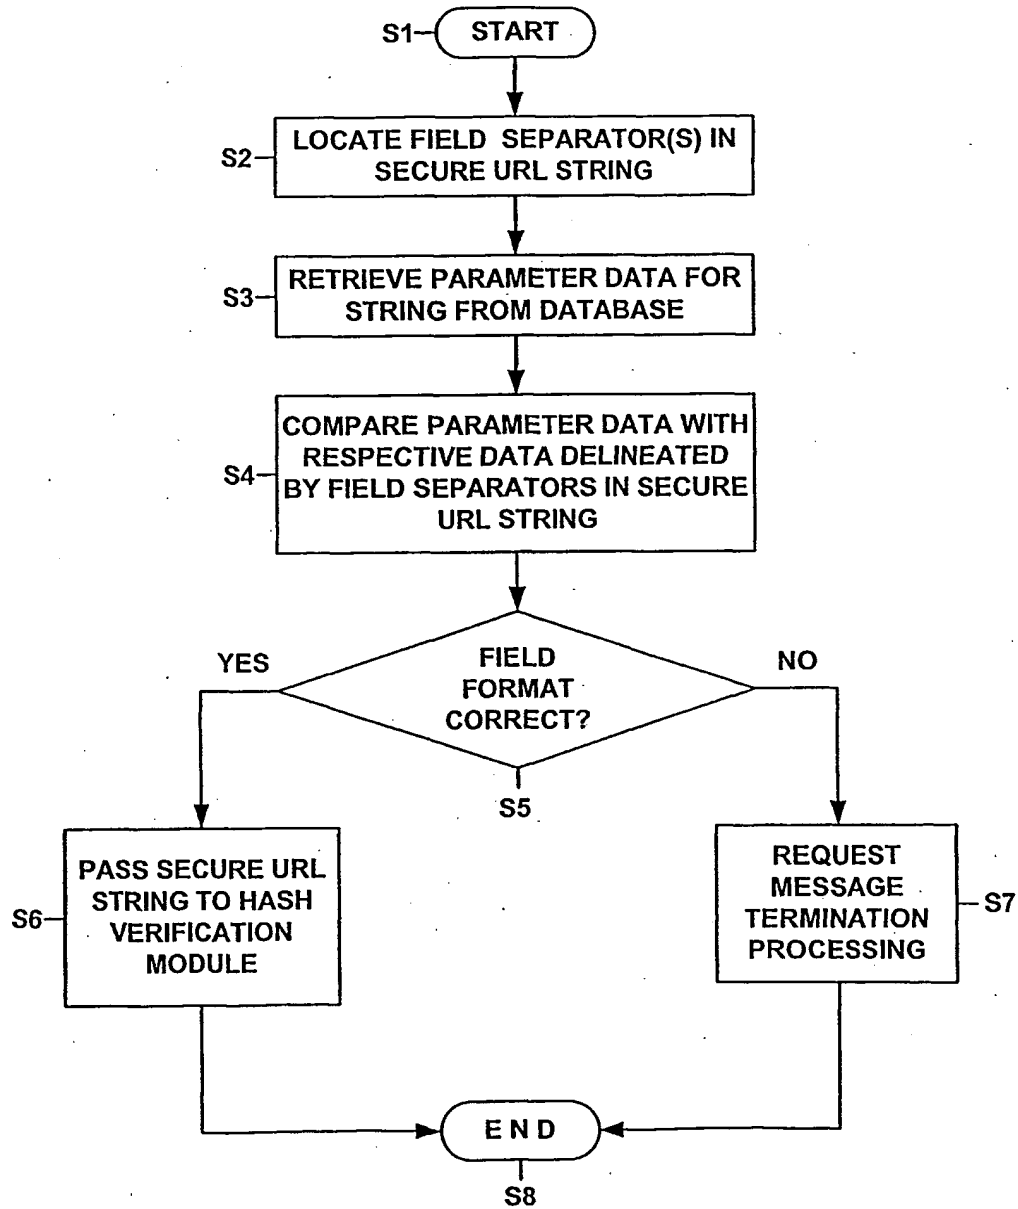 S1
START
S2
LOCATE FIELD SEPARATOR(S) IN
SECURE URL STRING
S3
RETRIEVE PARAMETER DATA FOR
STRING FROM DATABASE
S4
COMPARE PARAMETER DATA WITH
RESPECTIVE DATA DELINEATED
BY FIELD SEPARATORS IN SECURE
URL STRING
YES
FIELD
FORMAT
CORRECT?
NO
S5
S6
PASS SECURE URL
STRING TO HASH
VERIFICATION
MODULE
REQUEST
MESSAGE
TERMINATION
PROCESSING
S7
END
S8